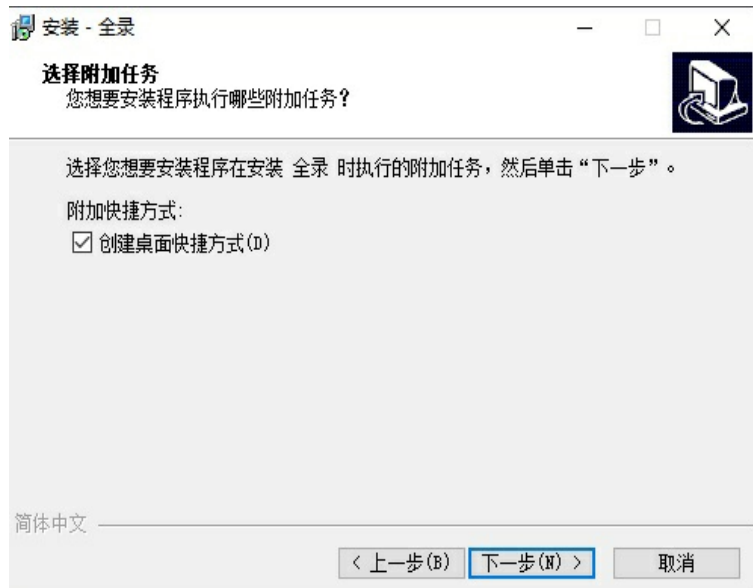 安装 - 全录
选择附加任务
您想要安装程序执行哪些附加任务?
选择您想要安装程序在安装 全录 时执行的附加任务，然后单击“下一步”。
附加快捷方式:
创建桌面快捷方式(D)
简体中文
< 上一步(B) 下一步(N) > 取消